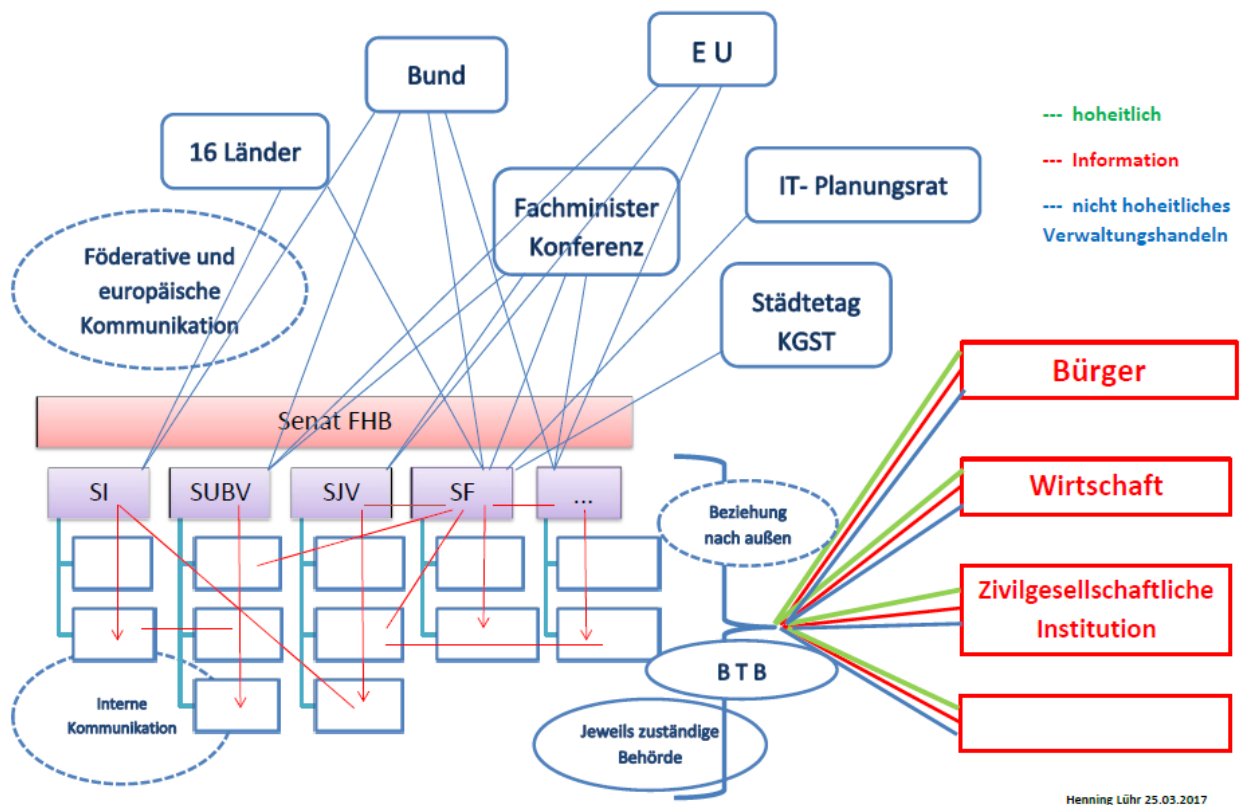 E U
Bund
--- hoheitlich
16 Länder
--- Information
IT- Planungsrat
Fachminister
Konferenz
--- nicht hoheitliches
Verwaltungshandeln
Föderative und
europäische
Kommunikation
Städtetag
KGST
Bürger
Senat FHB
SI
SUBV
SJV
SF
...
Beziehung
nach außen
Wirtschaft
Zivilgesellschaftliche
Institution
B T B
Interne
Kommunikation
Jeweils zuständige
Behörde
Henning Lühr 25.03.2017